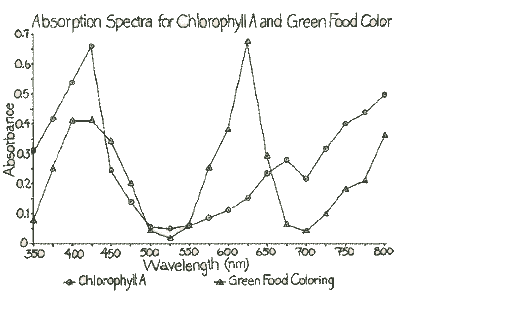 Absorption Spectra for Chlorophyll A and Green Food Color
0.7
0.6
0.5
0.4
0.3
0.2
0.1
0
Absorbance
350 400 450 500 550 600 650 700 750 800
Wavelength (nm)
Chlorophyll A Green Food Coloring